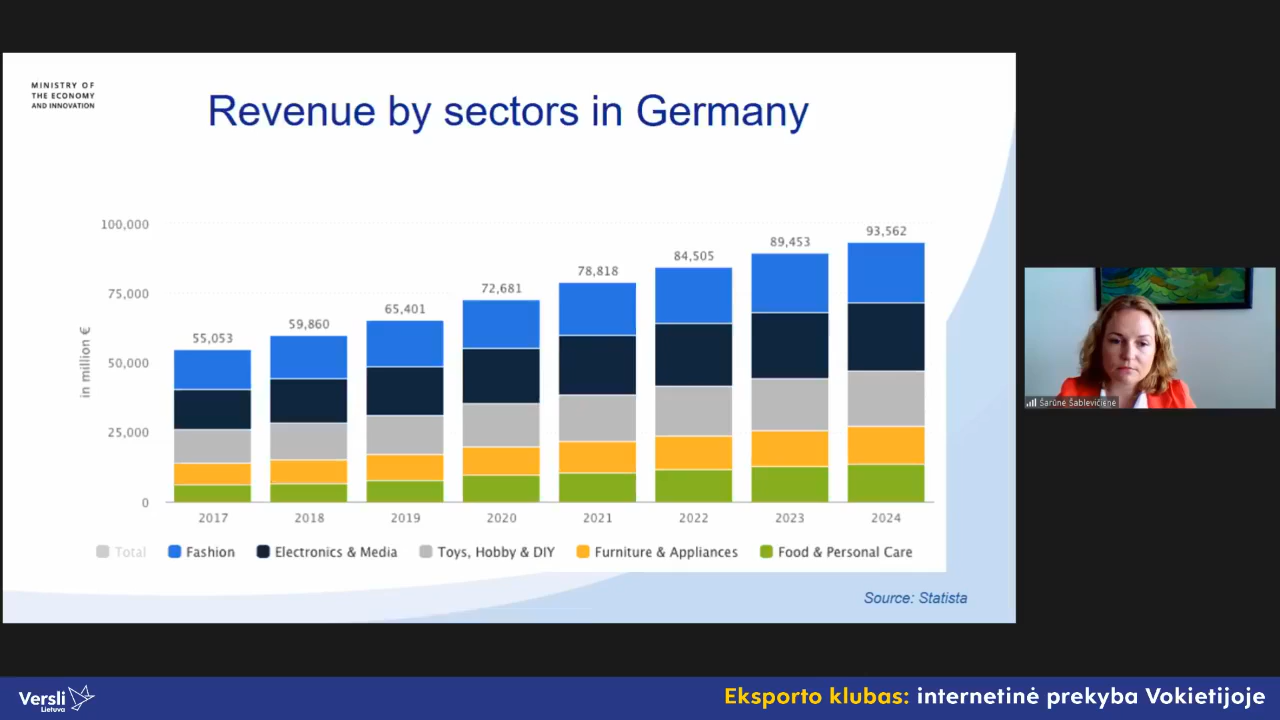 MINISTRY OF
THE ECONOMY
AND INNOVATION
Revenue by sectors in Germany
in million €
100,000
75,000
50,000
25,000
0
55,053
59,860
65,401
72,681
78,818
84,505
89,453
93,562
2017 2018 2019 2020 2021 2022 2023 2024
Total Fashion Electronics & Media Toys, Hobby & DIY Furniture & Appliances Food & Personal Care
Source: Statista
Šarūnė Šablevičienė
Versli
Lietuva
Eksporto klubas: internetinė prekyba Vokietijoje